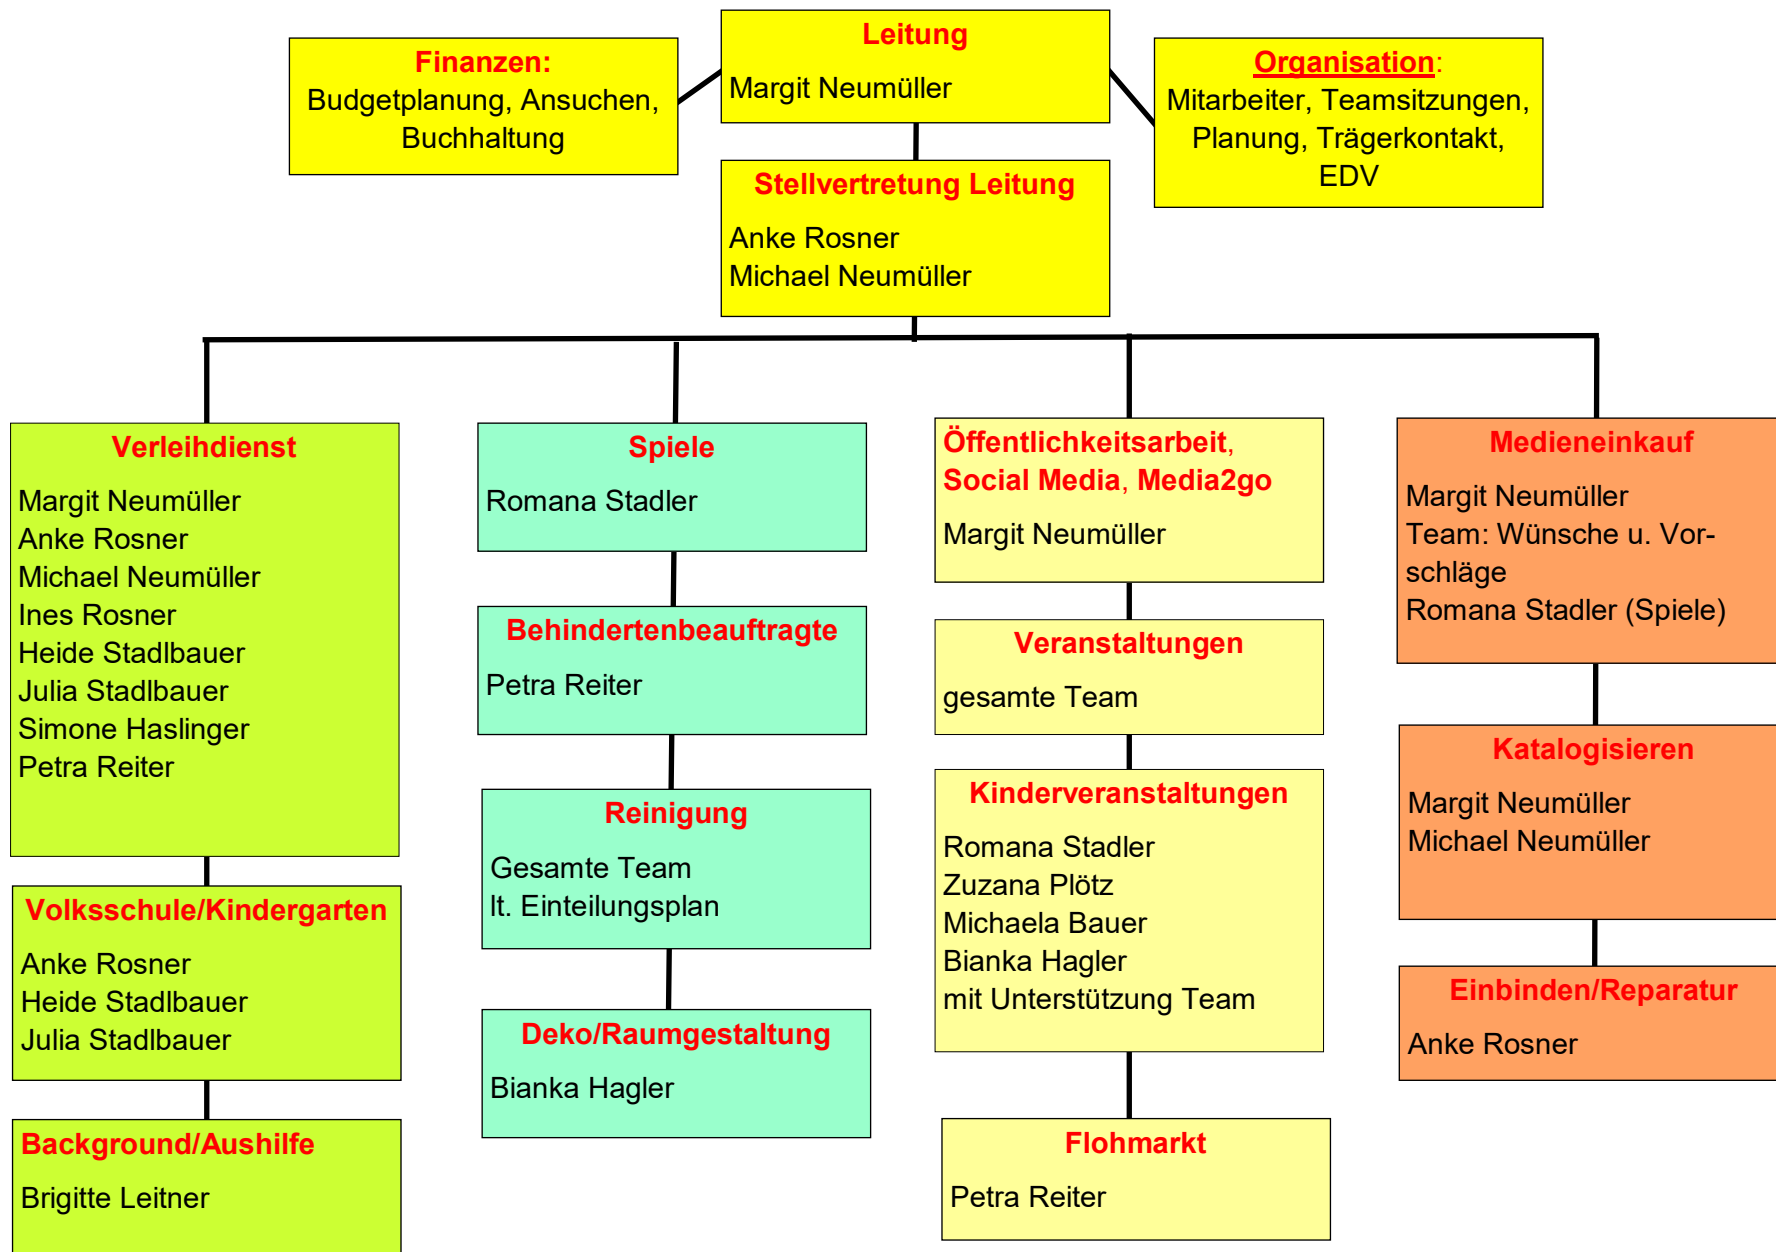 Leitung
Margit Neumüller
Finanzen:
Budgetplanung, Ansuchen,
Buchhaltung
Organisation:
Mitarbeiter, Teamsitzungen,
Planung, Trägerkontakt,
EDV
Stellvertretung Leitung
Anke Rosner
Michael Neumüller
Verleihdienst
Margit Neumüller
Anke Rosner
Michael Neumüller
Ines Rosner
Heide Stadlbauer
Julia Stadlbauer
Simone Haslinger
Petra Reiter
Volksschule/Kindergarten
Anke Rosner
Heide Stadlbauer
Julia Stadlbauer
Background/Aushilfe
Brigitte Leitner
Spiele
Romana Stadler
Behindertenbeauftragte
Petra Reiter
Reinigung
Gesamte Team
lt. Einteilungsplan
Deko/Raumgestaltung
Bianka Hagler
Öffentlichkeitsarbeit,
Social Media, Media2go
Margit Neumüller
Veranstaltungen
gesamte Team
Kinderveranstaltungen
Romana Stadler
Zuzana Plötz
Michaela Bauer
Bianka Hagler
mit Unterstützung Team
Flohmarkt
Petra Reiter
Medieneinkauf
Margit Neumüller
Team: Wünsche u. Vor-
schläge
Romana Stadler (Spiele)
Katalogisieren
Margit Neumüller
Michael Neumüller
Einbinden/Reparatur
Anke Rosner